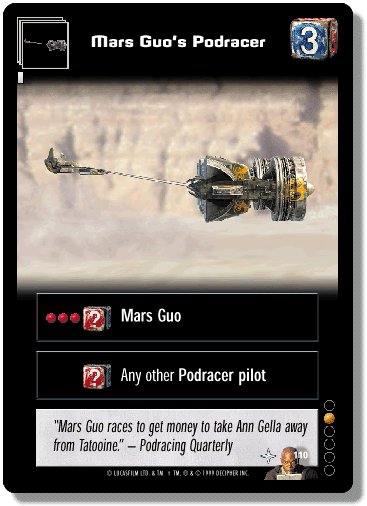 Mars Guo's Podracer
3
? Mars Guo
? Any other Podracer pilot
"Mars Guo races to get money to take Ann Gella away
from Tatooine." – Podracing Quarterly
110
© LUCASFILM LTD. & TM. † TM, ® & © 1999 DECIPHER INC.